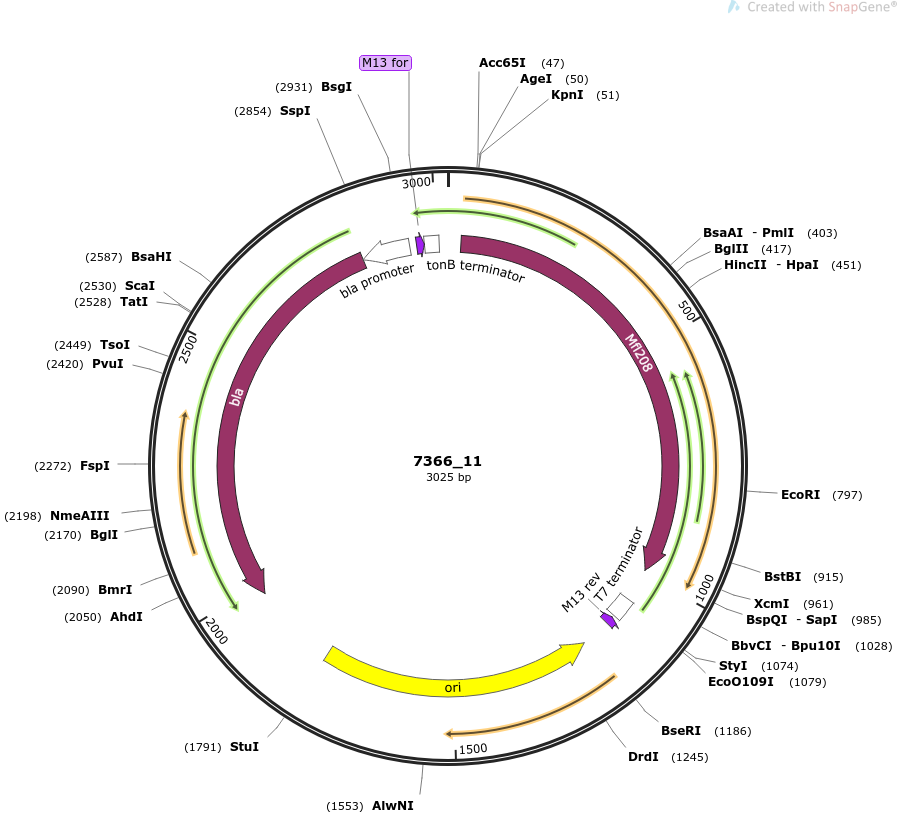 Created with SnapGene®
M13 for
Acc65I (47)
AgeI (50)
KpnI (51)
(2931) BsgI
(2854) SspI
3000
BsaAI - PmlI (403)
BglII (417)
HincII - HpaI (451)
(2587) BsaHI
(2530) ScaI
(2528) TatI
(2449) TsoI
(2420) PvuI
bla promoter
tonB terminator
500
2500
Mfl208
bla
7366_11
3025 bp
(2272) FspI
(2198) NmeAIII
(2170) BglI
(2090) BmrI
(2050) AhdI
EcoRI (797)
BstBI (915)
XcmI (961)
BspQI - SapI (985)
BbvCI - Bpu10I (1028)
StyI (1074)
EcoO109I (1079)
M13 rev
T7 terminator
1000
2000
ori
BseRI (1186)
DrdI (1245)
(1791) StuI
1500
(1553) AlwNI